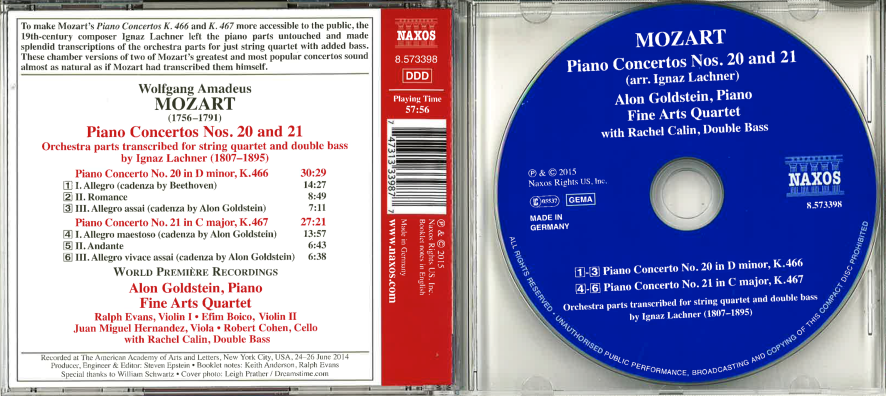 To make Mozart's Piano Concertos K. 466 and K. 467 more accessible to the public, the
19th-century composer Ignaz Lachner left the piano parts untouched and made
splendid transcriptions of the orchestra parts for just string quartet with added bass.
These chamber versions of two of Mozart's greatest and most popular concertos sound
almost as natural as if Mozart had transcribed them himself.
Wolfgang Amadeus
MOZART
(1756–1791)
Piano Concertos Nos. 20 and 21
Orchestra parts transcribed for string quartet and double bass
by Ignaz Lachner (1807–1895)
Piano Concerto No. 20 in D minor, K.466 30:29
1 I. Allegro (cadenza by Beethoven) 14:27
2 II. Romance 8:49
3 III. Allegro assai (cadenza by Alon Goldstein) 7:11
Piano Concerto No. 21 in C major, K.467 27:21
4 I. Allegro maestoso (cadenza by Alon Goldstein) 13:57
5 II. Andante 6:43
6 III. Allegro vivace assai (cadenza by Alon Goldstein) 6:38
WORLD PREMIÈRE RECORDINGS
Alon Goldstein, Piano
Fine Arts Quartet
Ralph Evans, Violin I • Efim Boico, Violin II
Juan Miguel Hernandez, Viola • Robert Cohen, Cello
with Rachel Calin, Double Bass
Recorded at The American Academy of Arts and Letters, New York City, USA, 24–26 June 2014
Producer, Engineer & Editor: Steven Epstein • Booklet notes: Keith Anderson, Ralph Evans
Special thanks to William Schwartz • Cover photo: Leigh Prather / Dreamstime.com
NAXOS
8.573398
DDD
Playing Time
57:56
7 47313 33987 7
℗ & © 2015
Naxos Rights US, Inc.
Booklet notes in English
Made in Germany
www.naxos.com
MOZART
Piano Concertos Nos. 20 and 21
(arr. Ignaz Lachner)
Alon Goldstein, Piano
Fine Arts Quartet
with Rachel Calin, Double Bass
℗ & © 2015
Naxos Rights US, Inc.
LC 05537 GEMA
MADE IN
GERMANY
NAXOS
8.573398
1-3 Piano Concerto No. 20 in D minor, K.466
4-6 Piano Concerto No. 21 in C major, K.467
Orchestra parts transcribed for string quartet and double bass
by Ignaz Lachner (1807–1895)
ALL RIGHTS RESERVED • UNAUTHORISED PUBLIC PERFORMANCE, BROADCASTING AND COPYING OF THIS COMPACT DISC PROHIBITED